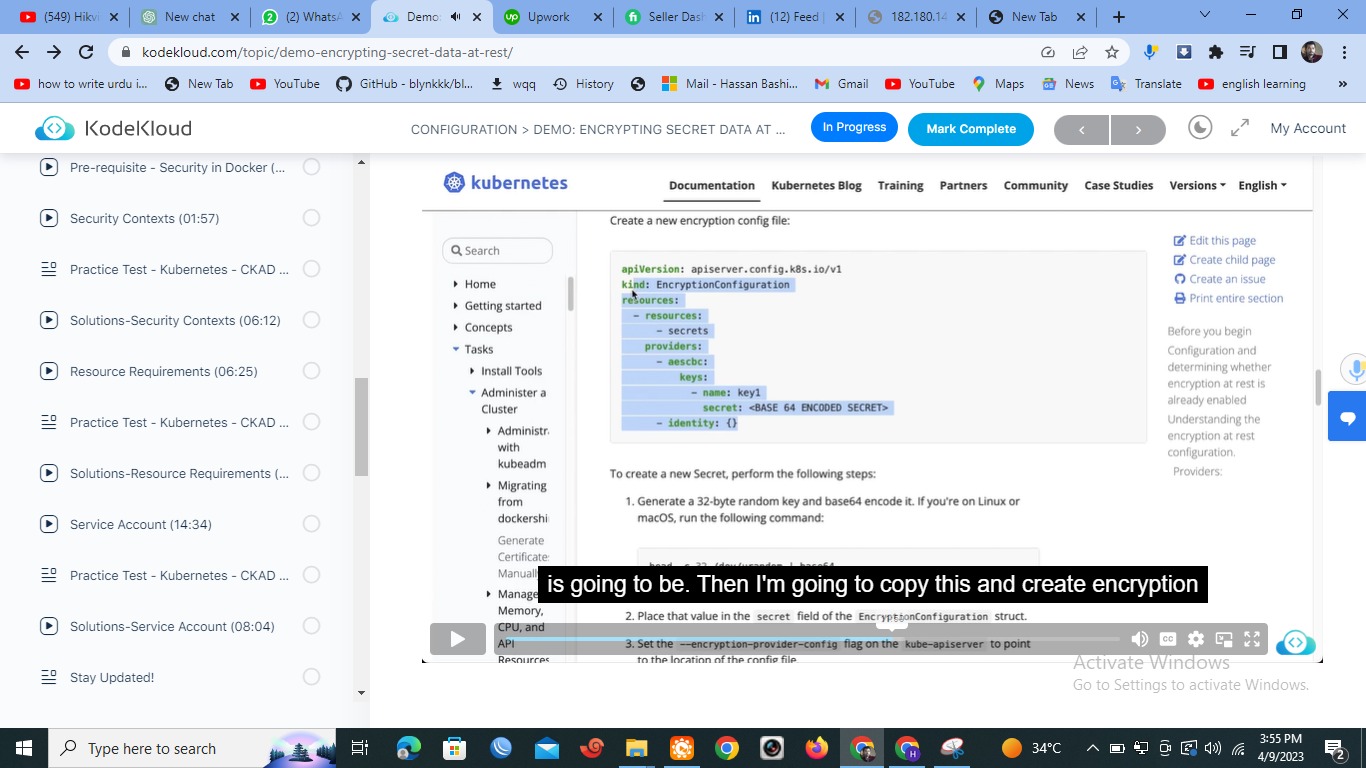 (549) Hikvi
New chat
(2) WhatsA
Demo:
Upwork
Seller Das
(12) Feed |
182.180.14
New Tab
kodekloud.com/topic/demo-encrypting-secret-data-at-rest/
how to write urdu i...
New Tab
YouTube
GitHub - blynkkk/bl...
wqq
History
Mail - Hassan Bashi...
Gmail
YouTube
Maps
News
Translate
english learning
»
KodeKloud
CONFIGURATION > DEMO: ENCRYPTING SECRET DATA AT ...
In Progress
Mark Complete
My Account
Pre-requisite - Security in Docker (...
Security Contexts (01:57)
Practice Test - Kubernetes - CKAD ...
Solutions-Security Contexts (06:12)
Resource Requirements (06:25)
Practice Test - Kubernetes - CKAD ...
Solutions-Resource Requirements (...
Service Account (14:34)
Practice Test - Kubernetes - CKAD ...
Solutions-Service Account (08:04)
Stay Updated!
kubernetes
Documentation
Kubernetes Blog
Training
Partners
Community
Case Studies
Versions
English
Search
Home
Getting started
Concepts
Tasks
Install Tools
Administer a
Cluster
Administr
with
kubeadm
Migrating
from
dockershi
Generate
Certificate
Manuall
Manage
Memory,
CPU, and
API
Resources
Create a new encryption config file:
apiVersion: apiserver.config.k8s.io/v1
kind: EncryptionConfiguration
resources:
- resources:
- secrets
providers:
- aescbc:
keys:
- name: key1
secret: <BASE 64 ENCODED SECRET>
- identity: {}
To create a new Secret, perform the following steps:
1. Generate a 32-byte random key and base64 encode it. If you're on Linux or
macOS, run the following command:
head -c 32 /dev/urandom | base64
is going to be. Then I'm going to copy this and create encryption
2. Place that value in the secret field of the EncryptionConfiguration struct.
3. Set the --encryption-provider-config flag on the kube-apiserver to point
to the location of the config file.
CC
Edit this page
Create child page
Create an issue
Print entire section
Before you begin
Configuration and
determining whether
encryption at rest is
already enabled
Understanding the
encryption at rest
configuration.
Providers:
Activate Windows
Go to Settings to activate Windows.
Type here to search
34°C
3:55 PM
4/9/2023
2